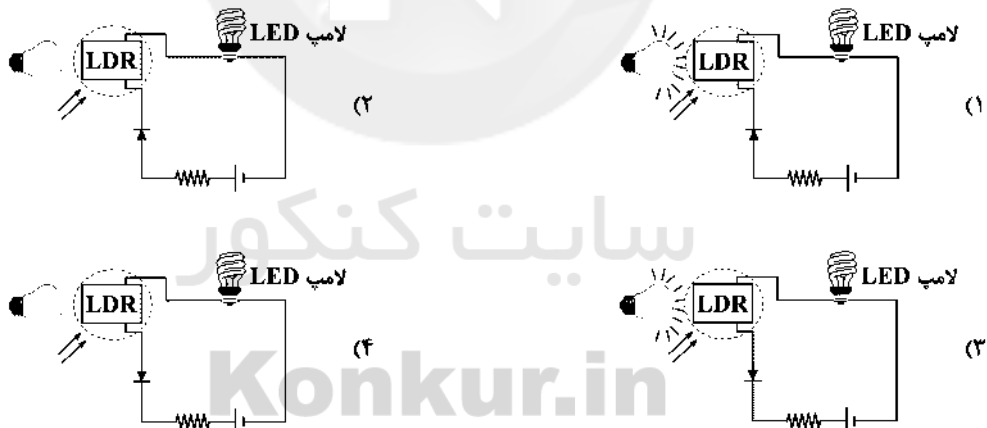 لامپ LED
LDR
۱)
لامپ LED
LDR
۲)
سایت کنکور
لامپ LED
LDR
۳)
لامپ LED
LDR
۴)
Konkur.in